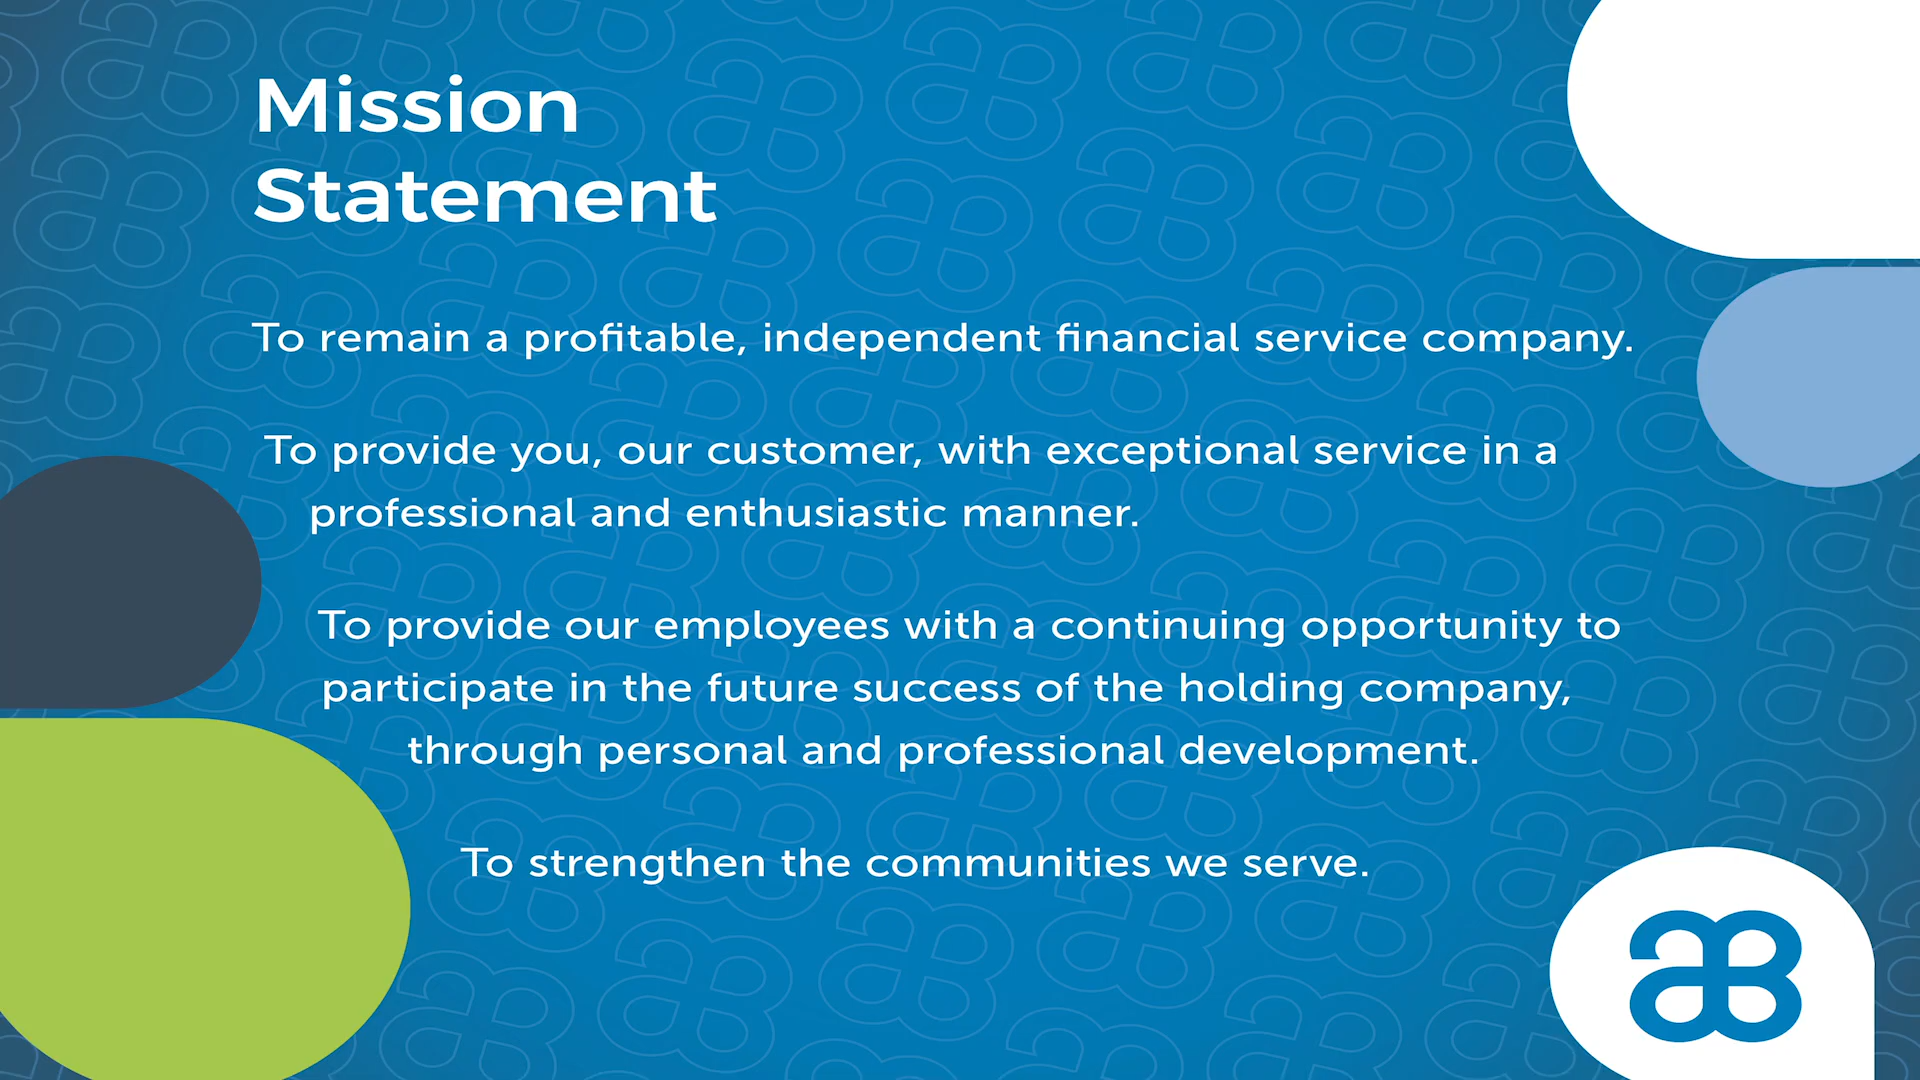 Mission
Statement
To remain a profitable, independent financial service company.
To provide you, our customer, with exceptional service in a
professional and enthusiastic manner.
To provide our employees with a continuing opportunity to
participate in the future success of the holding company,
through personal and professional development.
To strengthen the communities we serve.
aB